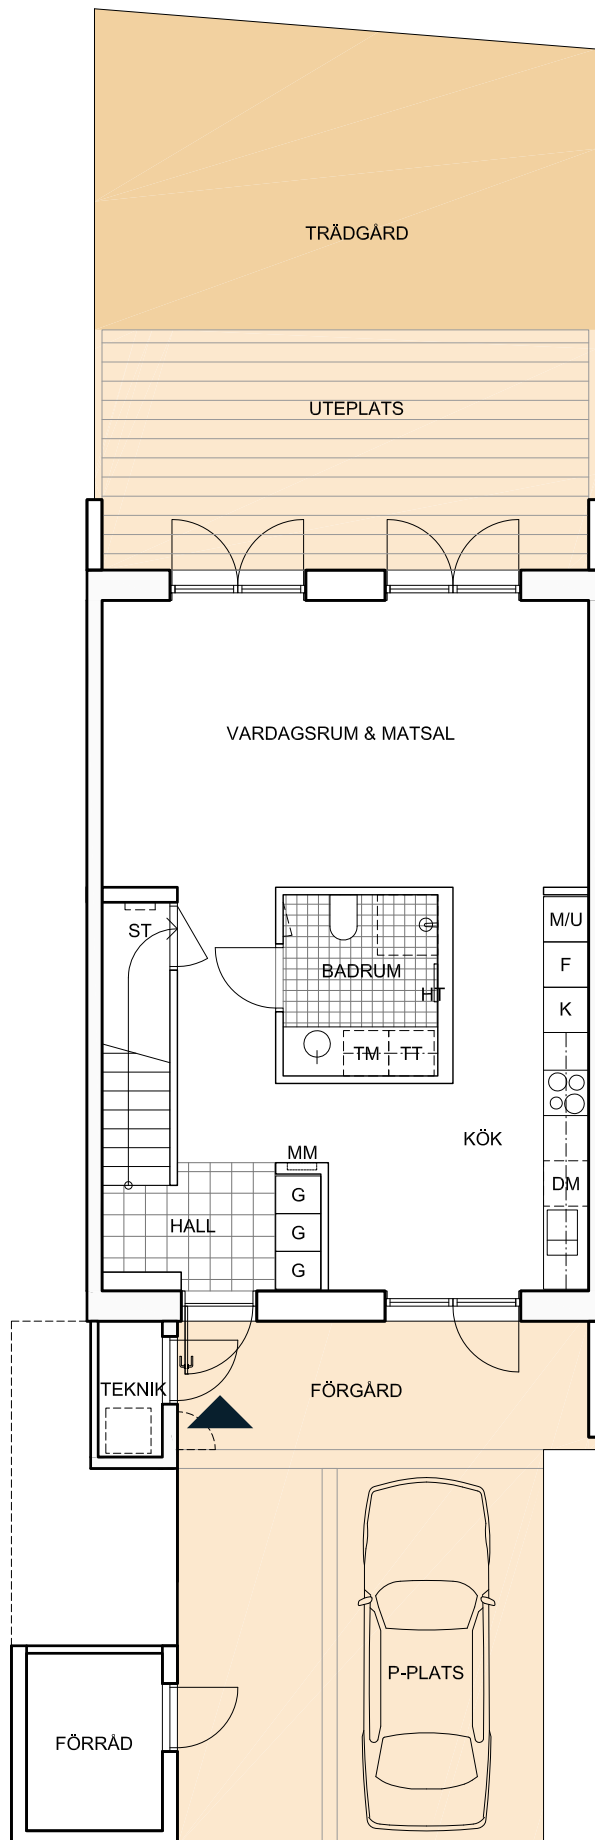 TRÄDGÅRD
UTEPLATS
VARDAGSRUM & MATSAL
ST
M/U
F
BADRUM
HT
K
TM
TT
KÖK
MM
DM
G
HALL
G
G
TEKNIK
FÖRGÅRD
P-PLATS
FÖRRÅD